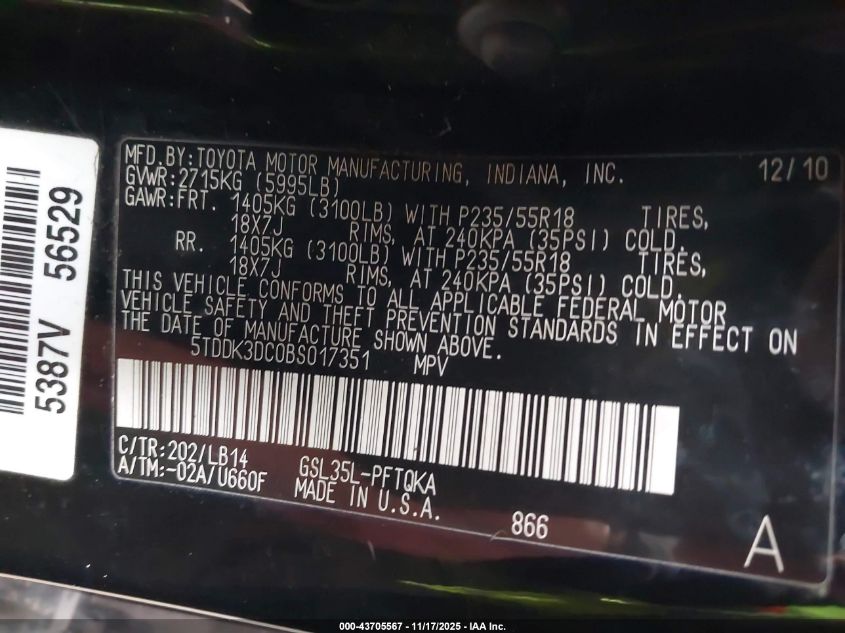 MFD.BY:TOYOTA MOTOR MANUFACTURING, INDIANA, INC. 12/10
GVWR:2715KG (5995LB)
GAWR:FRT. 1405KG (3100LB) WITH P235/55R18 TIRES,
18X7J RIMS, AT 240KPA (35PSI) COLD.
RR. 1405KG (3100LB) WITH P235/55R18 TIRES,
18X7J RIMS, AT 240KPA (35PSI) COLD.
THIS VEHICLE CONFORMS TO ALL APPLICABLE FEDERAL MOTOR
VEHICLE SAFETY AND THEFT PREVENTION STANDARDS IN EFFECT ON
THE DATE OF MANUFACTURE SHOWN ABOVE.
5TDDK3DC0BS017351 MPV
C/TR:202/LB14
A/TM:-02A/U660F
GSL35L-PFTQKA
MADE IN U.S.A.
866
A
5387V 56529
000-43705567 - 11/17/2025 - IAA Inc.